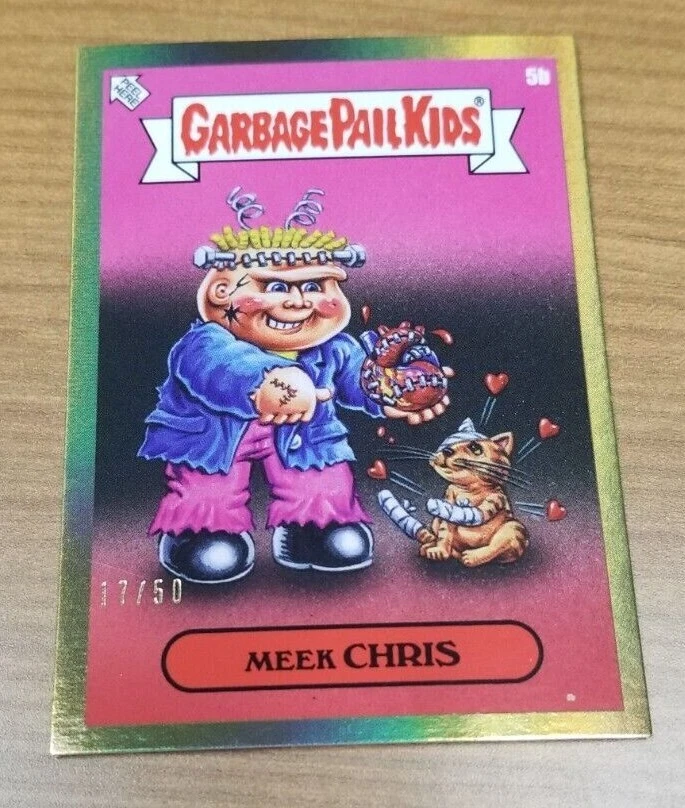 PEEL
HERE
5b
GARBAGE PAIL KIDS®
17/50
MEEK CHRIS